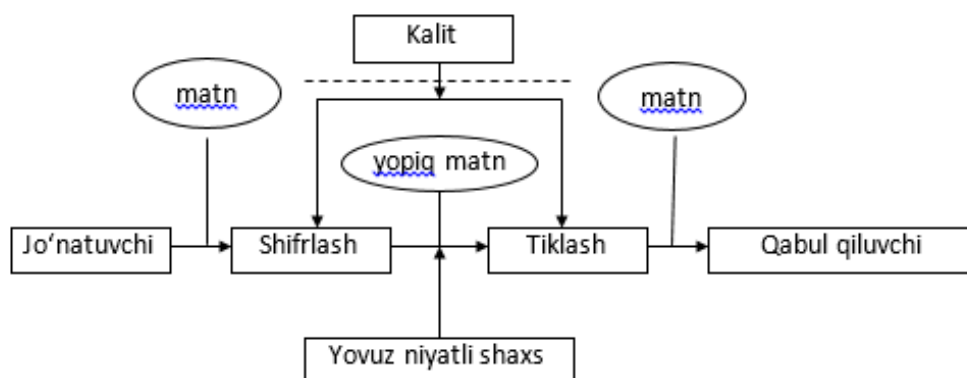 Kalit
matn
matn
yopiq matn
Jo‘natuvchi
Shifrlash
Tiklash
Qabul qiluvchi
Yovuz niyatli shaxs